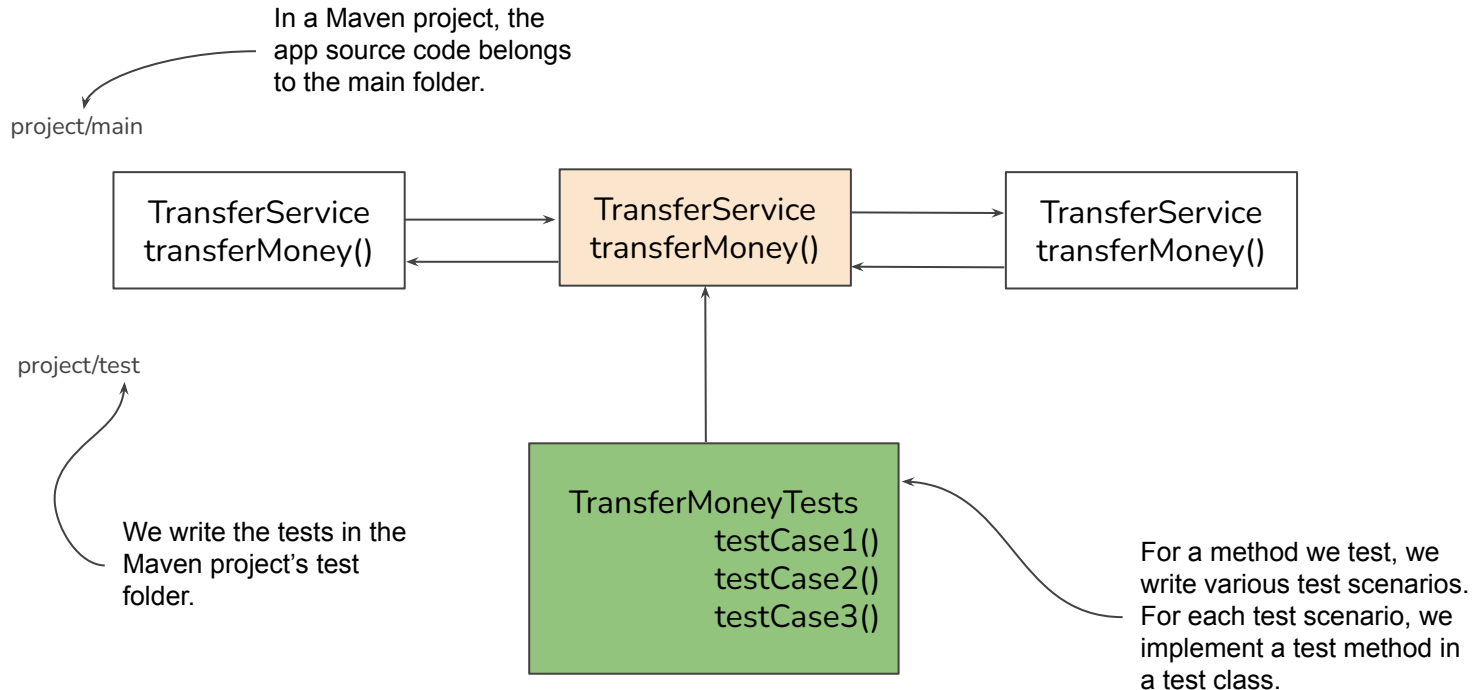 In a Maven project, the
app source code belongs
to the main folder.
project/main
TransferService
transferMoney()
TransferService
transferMoney()
TransferService
transferMoney()
project/test
We write the tests in the
Maven project’s test
folder.
TransferMoneyTests
testCase1()
testCase2()
testCase3()
For a method we test, we
write various test scenarios.
For each test scenario, we
implement a test method in
a test class.